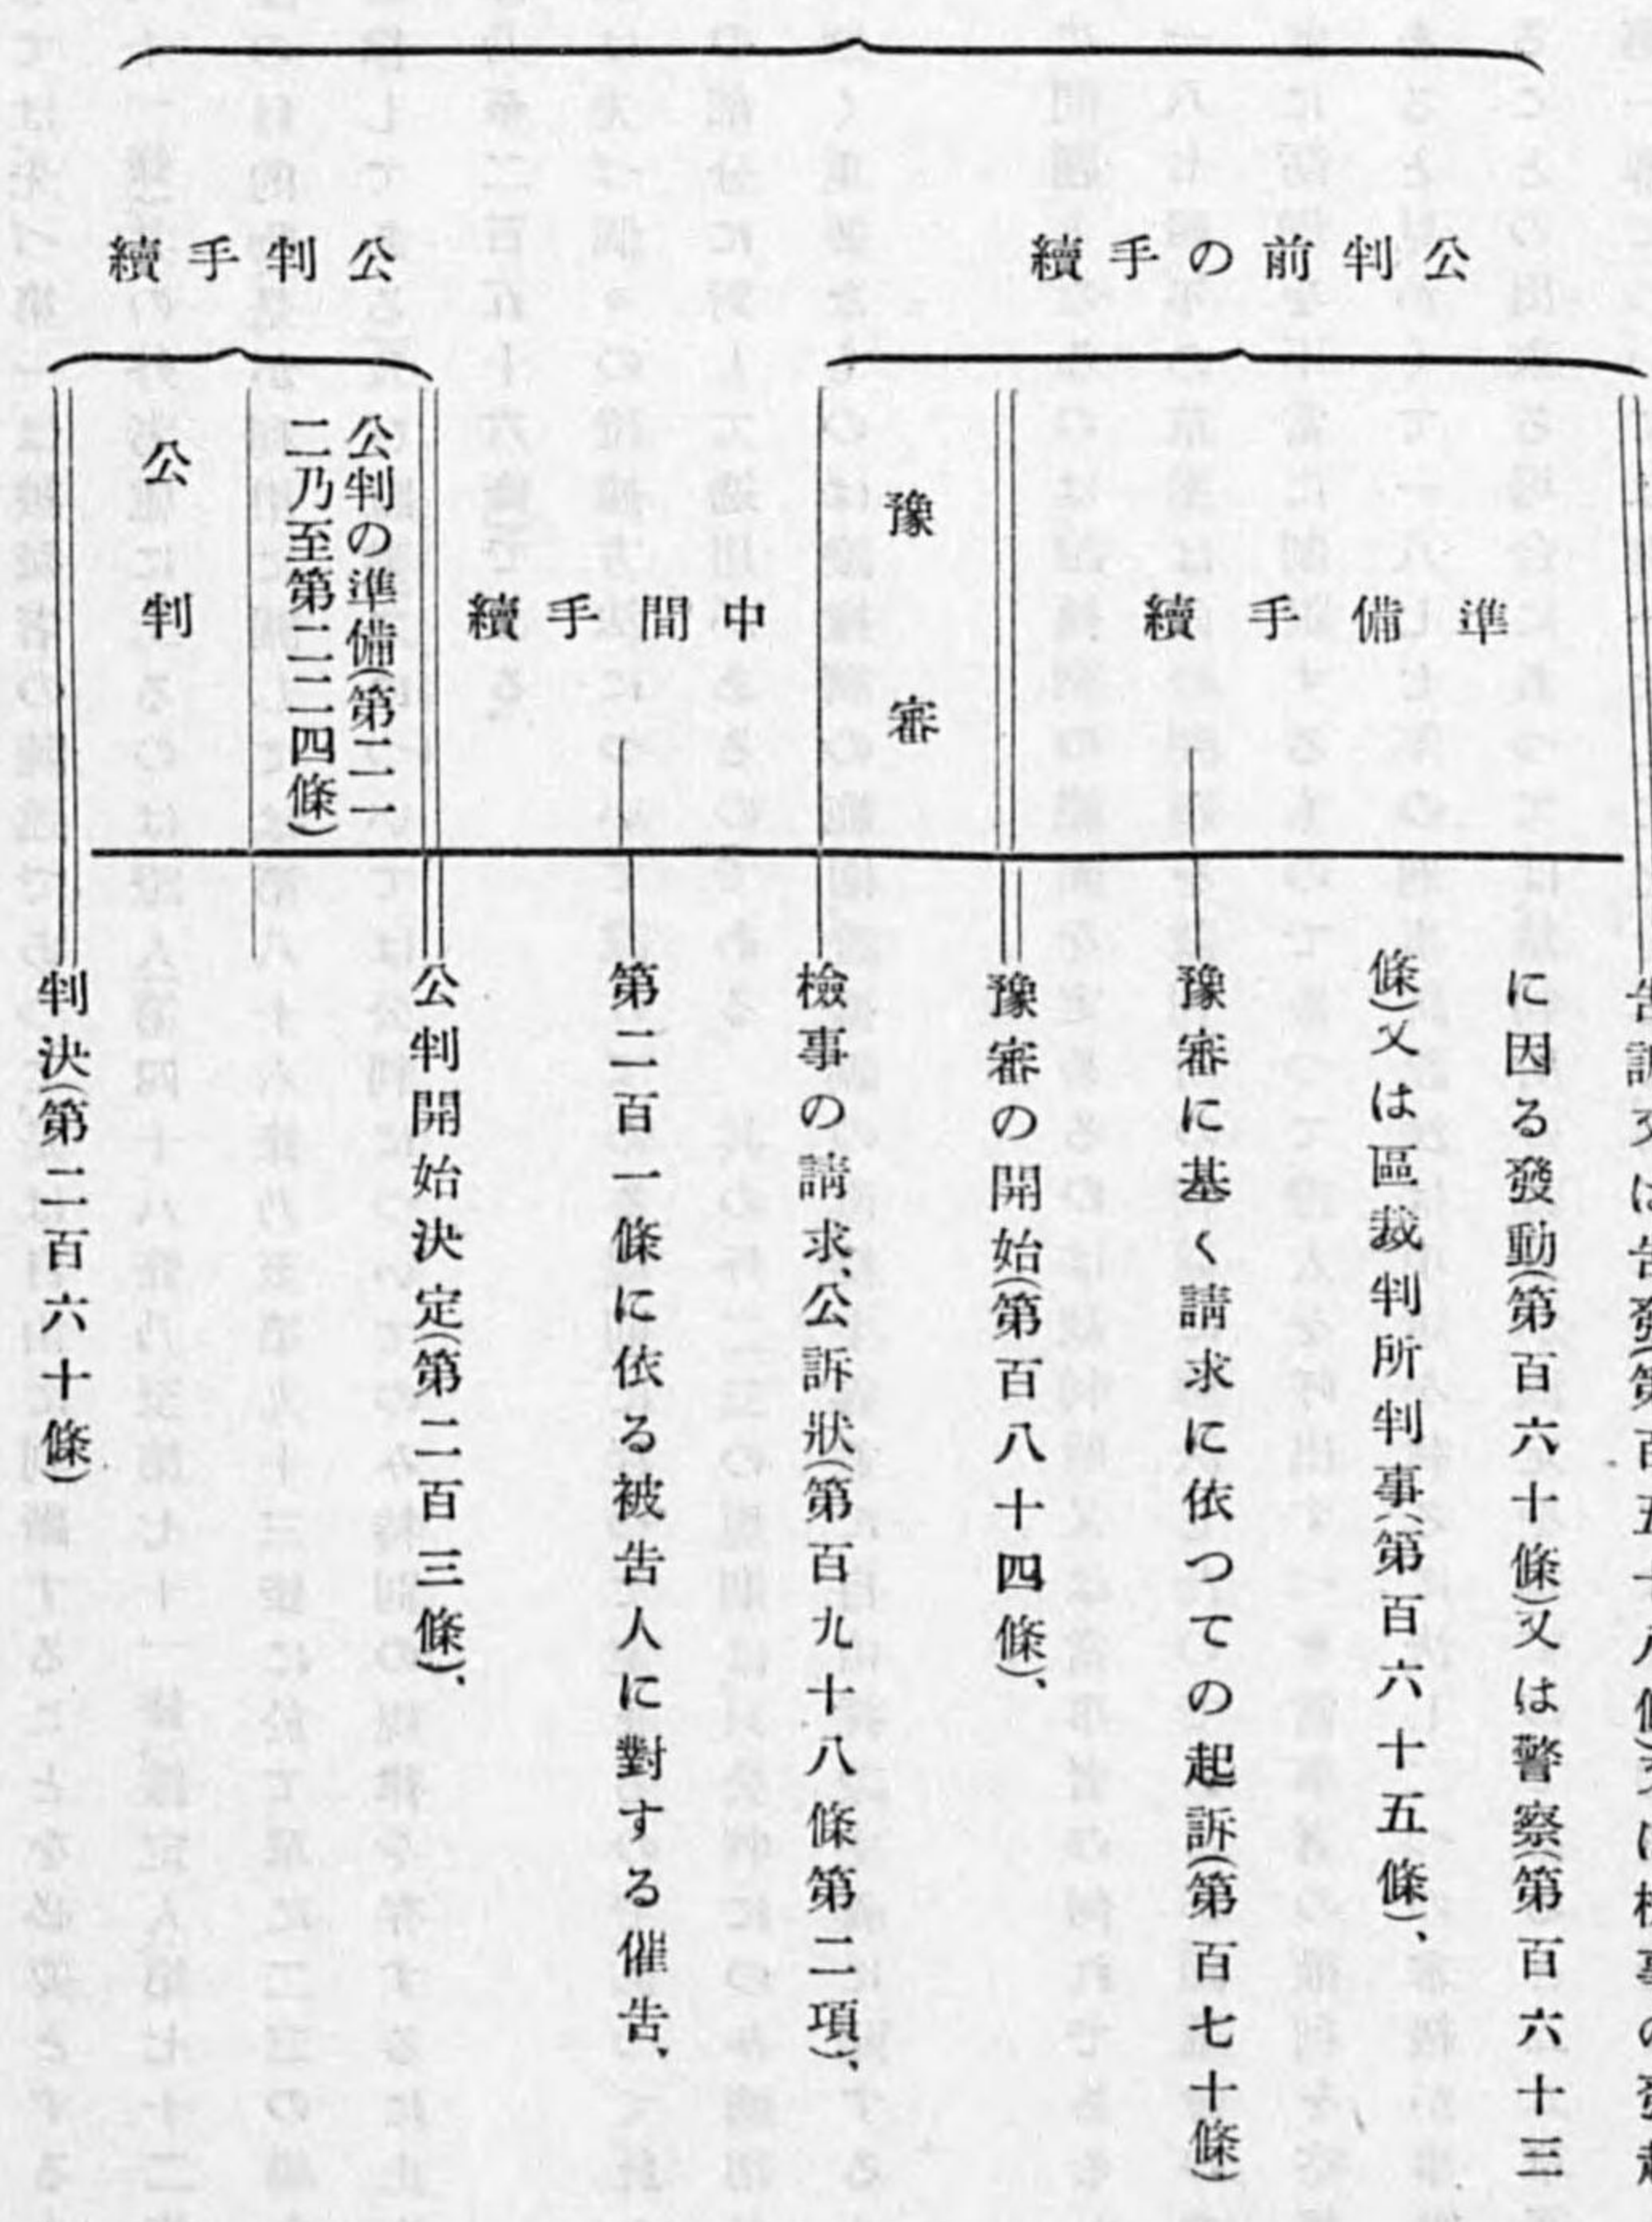 公判前の手續
公判手續
準備手續
豫審
中間手續
公判の準備(第二一
二乃至第二二四條)
公判
に因る發動(第百六十條)又は警察(第百六十三
條)又は區裁判所判事(第百六十五條)、
豫審に基く請求に依つての起訴(第百七十條)
豫審の開始(第百八十四條)、
檢事の請求、公訴狀(第百九十八條第二項)、
第二百一條に依る被告人に對する催告、
公判開始決定(第二百三條)、
判決(第二百六十條)